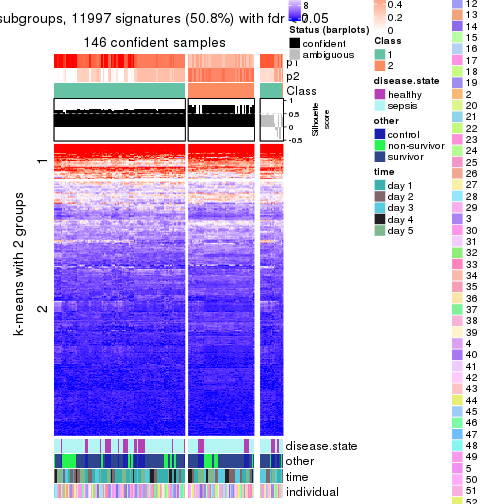 subgroups, 11997 signatures (50.8%) with fdr < 0.05
146 confident samples
p1
p2
Class
1
0.5
0
-0.5
Silhouette
score
k-means with 2 groups
1
2
disease.state
other
time
individual
8
0
Status (barplots)
confident
ambiguous
0.4
0.2
0
Class
1
2
disease.state
healthy
sepsis
other
control
non-survivor
survivor
time
day 1
day 2
day 3
day 4
day 5
12
13
14
15
16
17
18
19
2
20
21
22
23
24
25
26
27
28
29
3
30
31
32
33
34
35
36
37
38
39
4
40
41
42
43
44
45
46
47
48
49
5
50
51
52